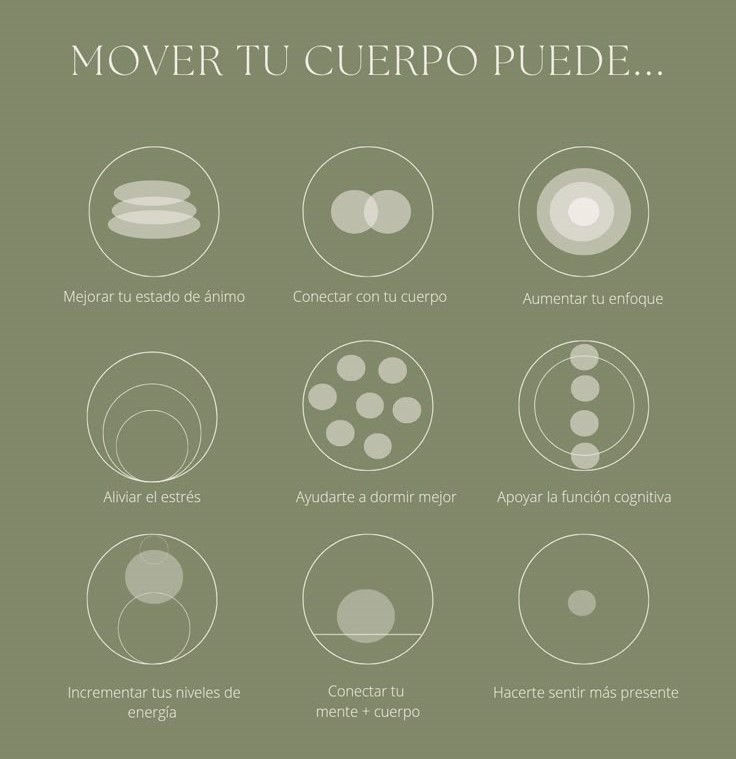 MOVER TU CUERPO PUEDE...
Mejorar tu estado de ánimo
Conectar con tu cuerpo
Aumentar tu enfoque
Aliviar el estrés
Ayudarte a dormir mejor
Apoyar la función cognitiva
Incrementar tus niveles de
energía
Conectar tu
mente + cuerpo
Hacerte sentir más presente